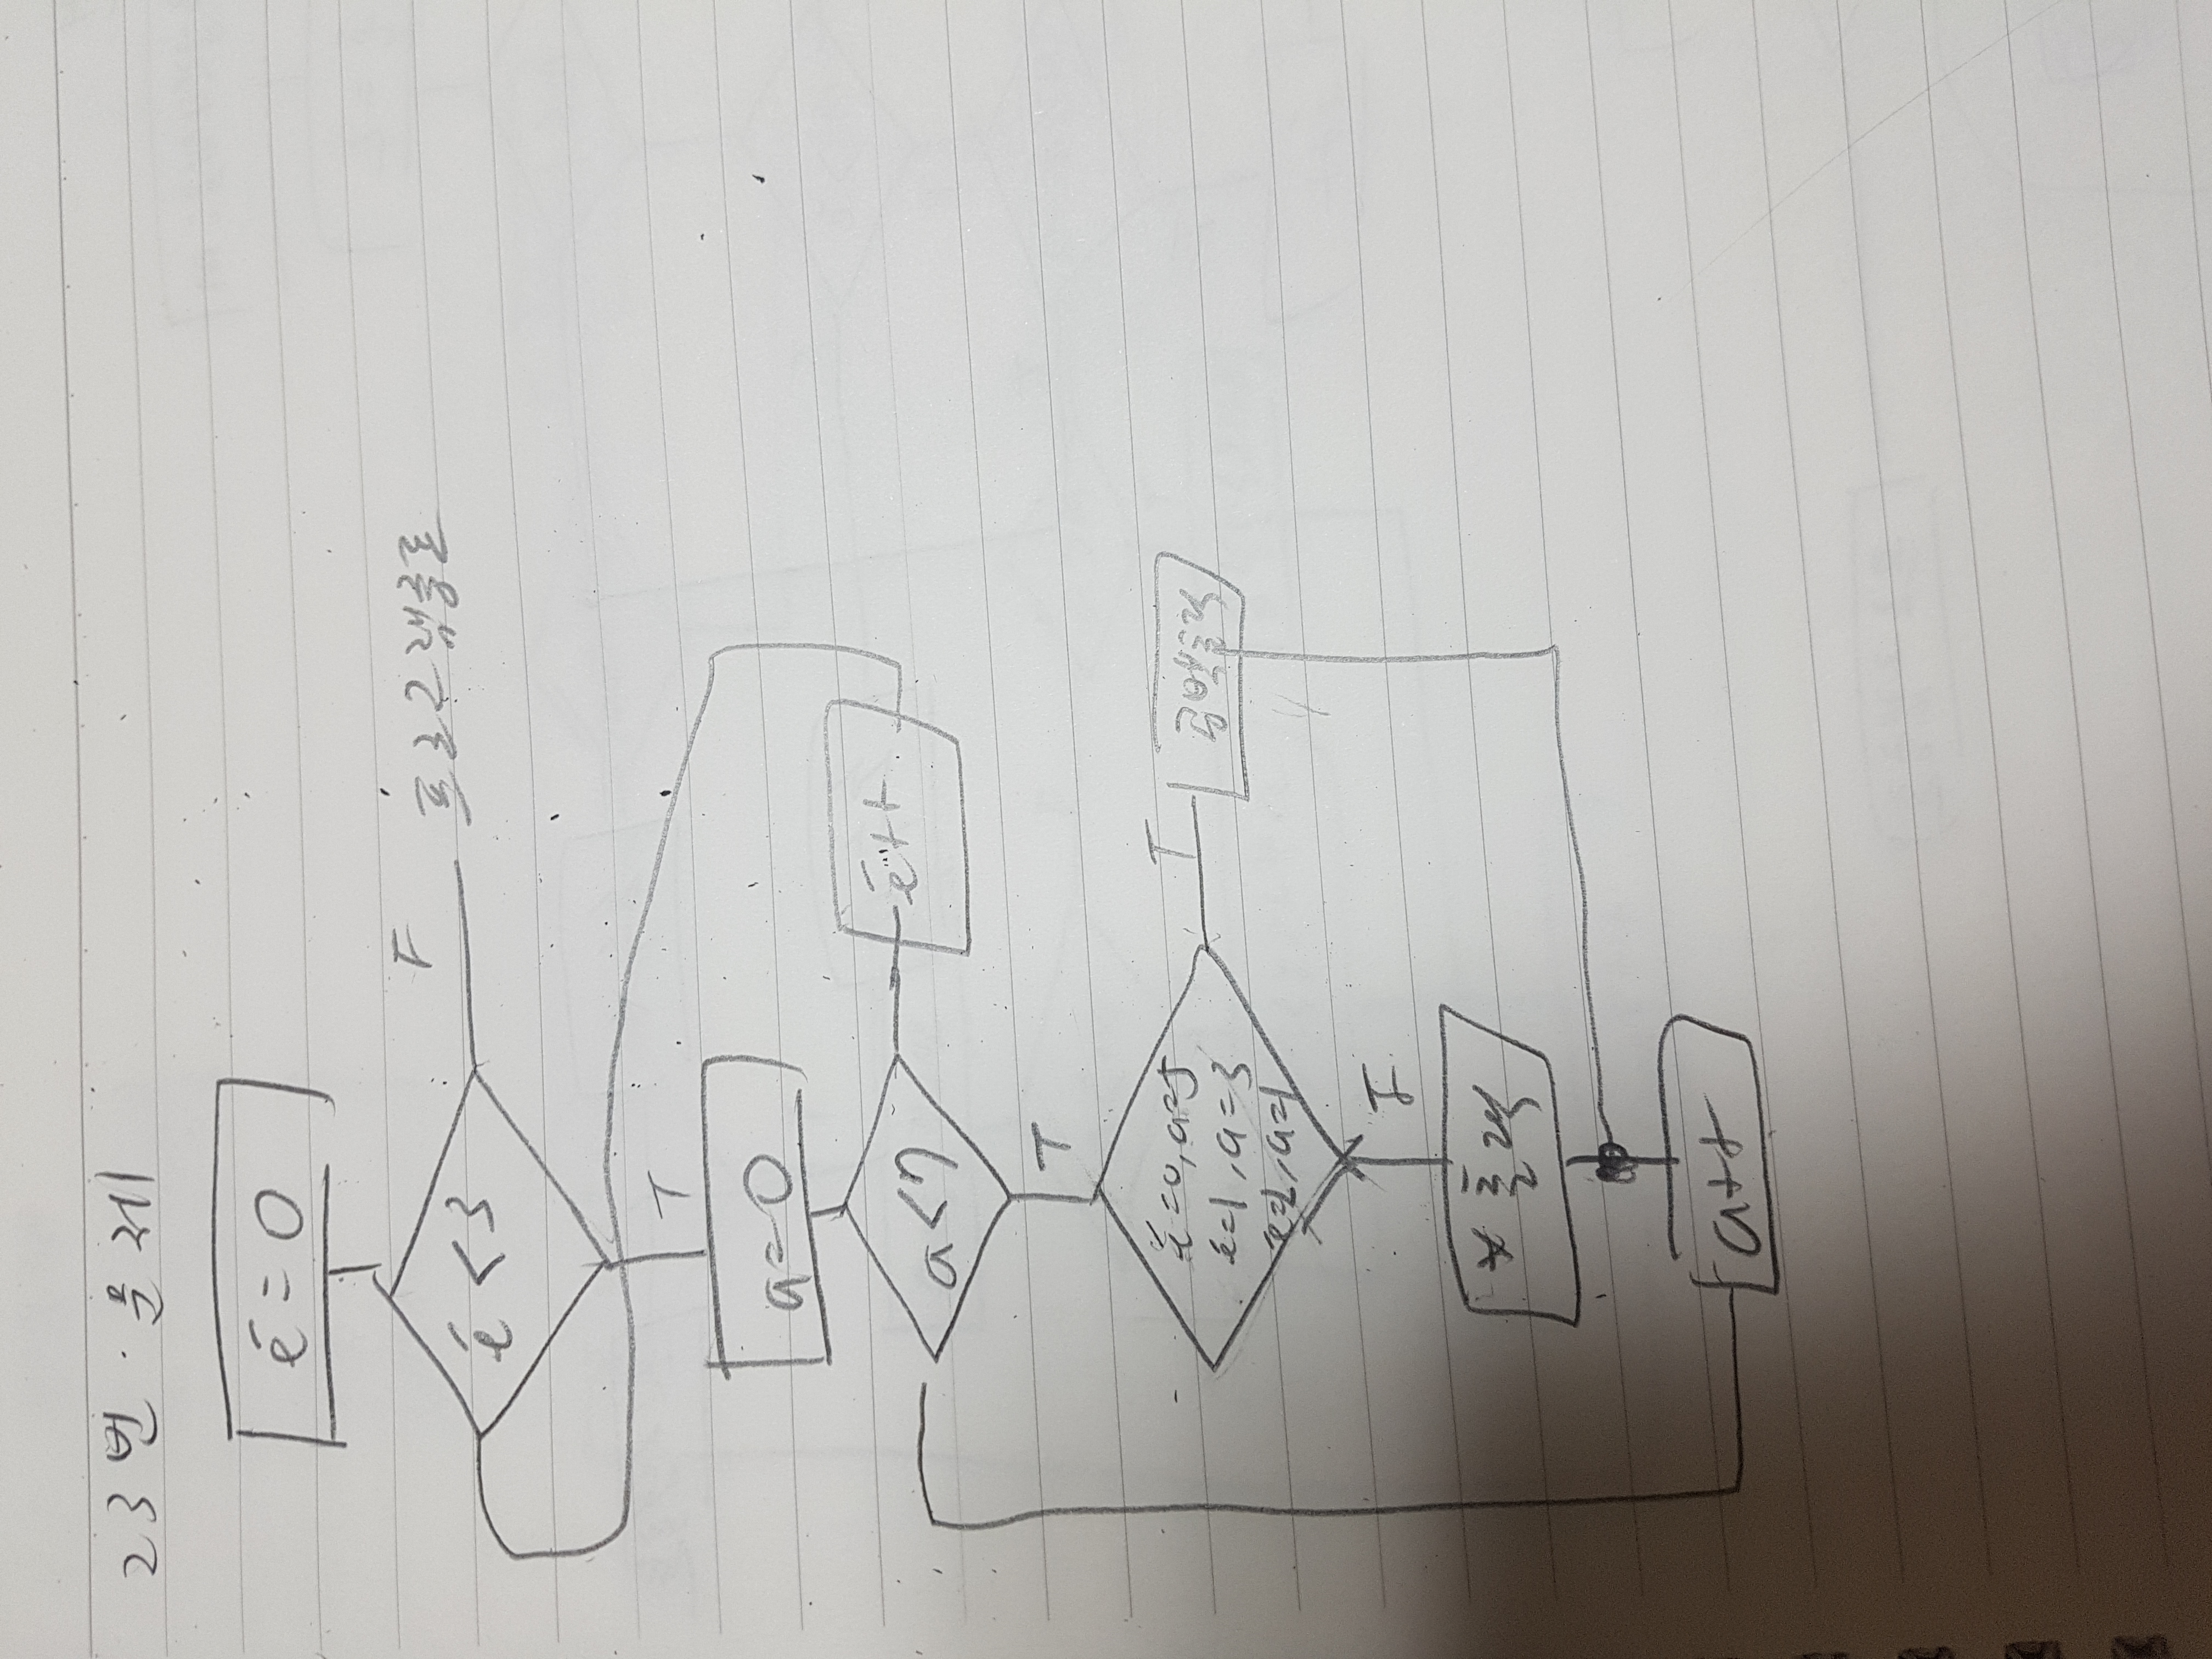 23번. 문제
i=0
i<3
F
프로그램종료
T
a=0
a<7
i++
T
i=0, a=5
i=1, a=3
i=2, a=1
T
공백출력
F
* 출력
a++